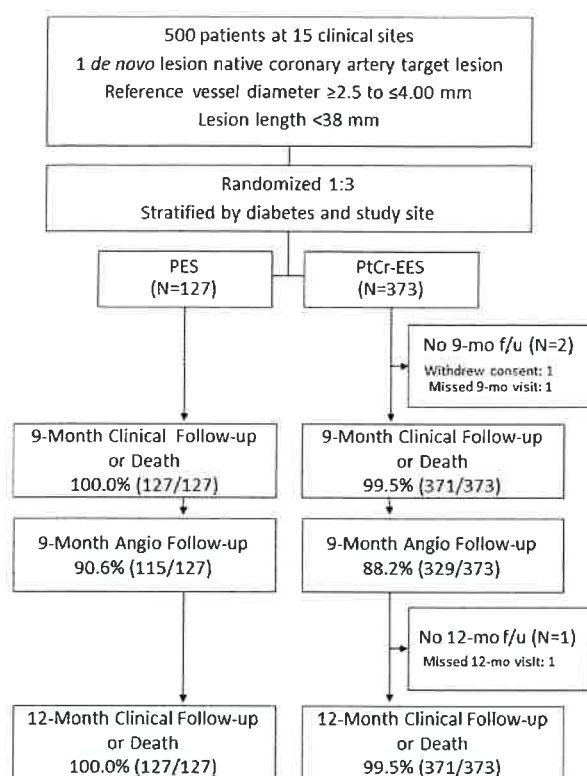 500 patients at 15 clinical sites
1 de novo lesion native coronary artery target lesion
Reference vessel diameter ≥2.5 to ≤4.00 mm
Lesion length <38 mm
Randomized 1:3
Stratified by diabetes and study site
PES
(N=127)
PtCr-EES
(N=373)
No 9-mo f/u (N=2)
Withdrew consent: 1
Missed 9-mo visit: 1
9-Month Clinical Follow-up
or Death
100.0% (127/127)
9-Month Clinical Follow-up
or Death
99.5% (371/373)
9-Month Angio Follow-up
90.6% (115/127)
9-Month Angio Follow-up
88.2% (329/373)
No 12-mo f/u (N=1)
Missed 12-mo visit: 1
12-Month Clinical Follow-up
or Death
100.0% (127/127)
12-Month Clinical Follow-up
or Death
99.5% (371/373)